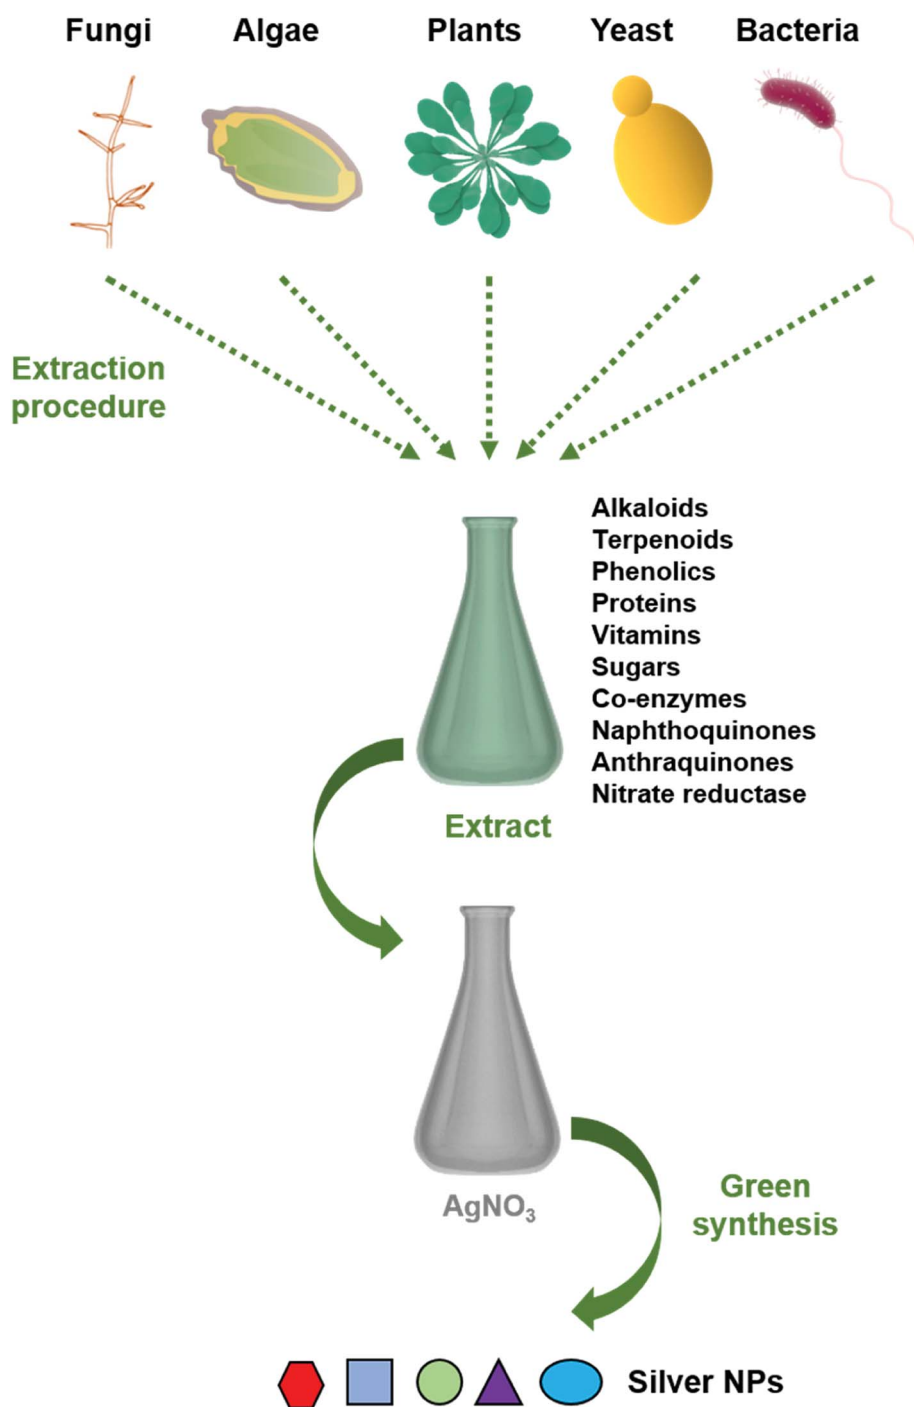 Fungi Algae Plants Yeast Bacteria
Extraction
procedure
Alkaloids
Terpenoids
Phenolics
Proteins
Vitamins
Sugars
Co-enzymes
Naphthoquinones
Anthraquinones
Nitrate reductase
Extract
AgNO₃
Green
synthesis
Silver NPs